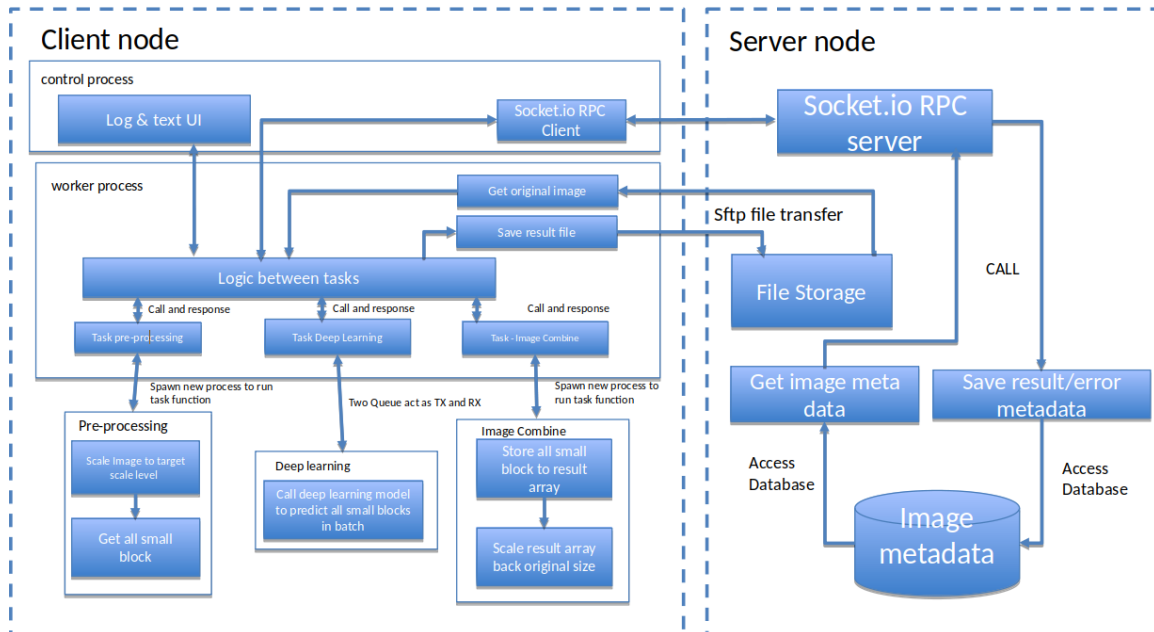 Client node
control process
Log & text UI
Socket.io RPC
Client
worker process
Get original image
Save result file
Logic between tasks
Call and response
Call and response
Call and response
Task pre-processing
Task Deep Learning
Task - Image Combine
Spawn new process to run
task function
Two Queue act as TX and RX
Spawn new process to
run task function
Pre-processing
Scale Image to target
scale level
Get all small
block
Deep learning
Call deep learning model
to predict all small blocks
in batch
Image Combine
Store all small
block to result
array
Scale result array
back original size
Server node
Socket.io RPC
server
Sftp file transfer
File Storage
CALL
Get image meta
data
Save result/error
metadata
Access
Database
Access
Database
Image
metadata